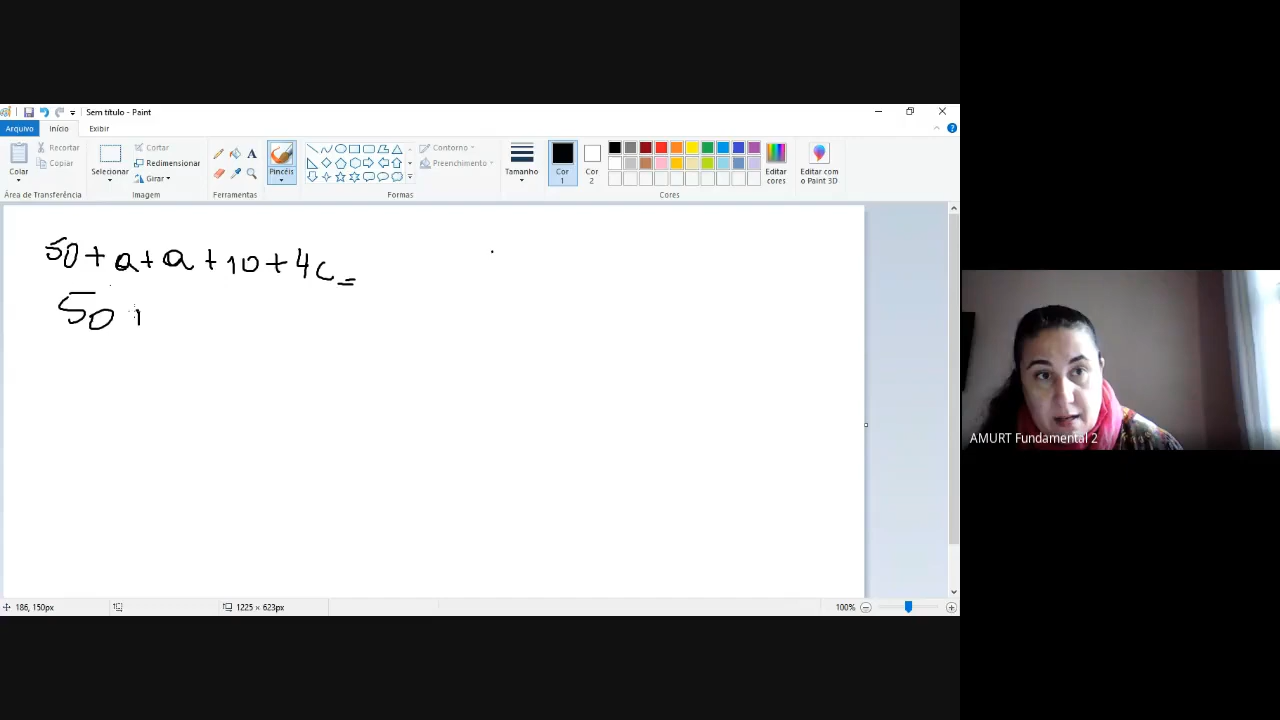 Sem título - Paint
Arquivo Início Exibir
Colar
Recortar
Copiar
Área de Transferência
Selecionar
Cortar
Redimensionar
Girar
Imagem
Ferramentas
Pincéis
Contorno
Preenchimento
Formas
Tamanho
Cor 1
Cor 2
Cores
Editar cores
Editar com o Paint 3D
50 + a + a + 10 + 4c =
50
AMURT Fundamental 2
186, 150px
1225 × 623px
100%